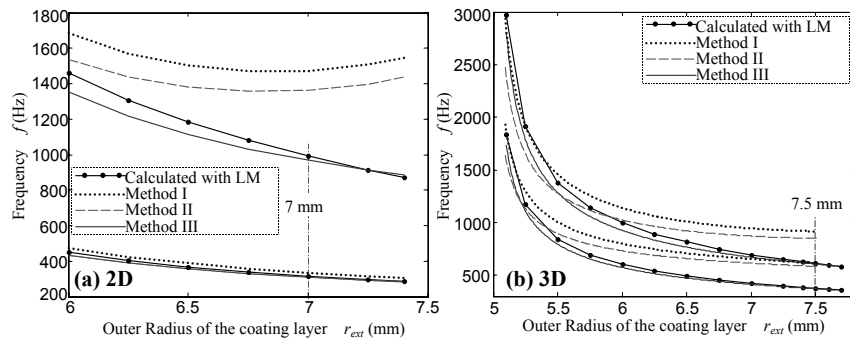 1800
1600
1400
1200
1000
800
600
400
200
Frequency f (Hz)
Calculated with LM
Method I
Method II
Method III
7 mm
(a) 2D
6
6.5
7
7.5
Outer Radius of the coating layer r_ext (mm)
3000
2500
2000
1500
1000
500
Frequency f (Hz)
Calculated with LM
Method I
Method II
Method III
7.5 mm
(b) 3D
5
5.5
6
6.5
7
7.5
Outer Radius of the coating layer r_ext (mm)